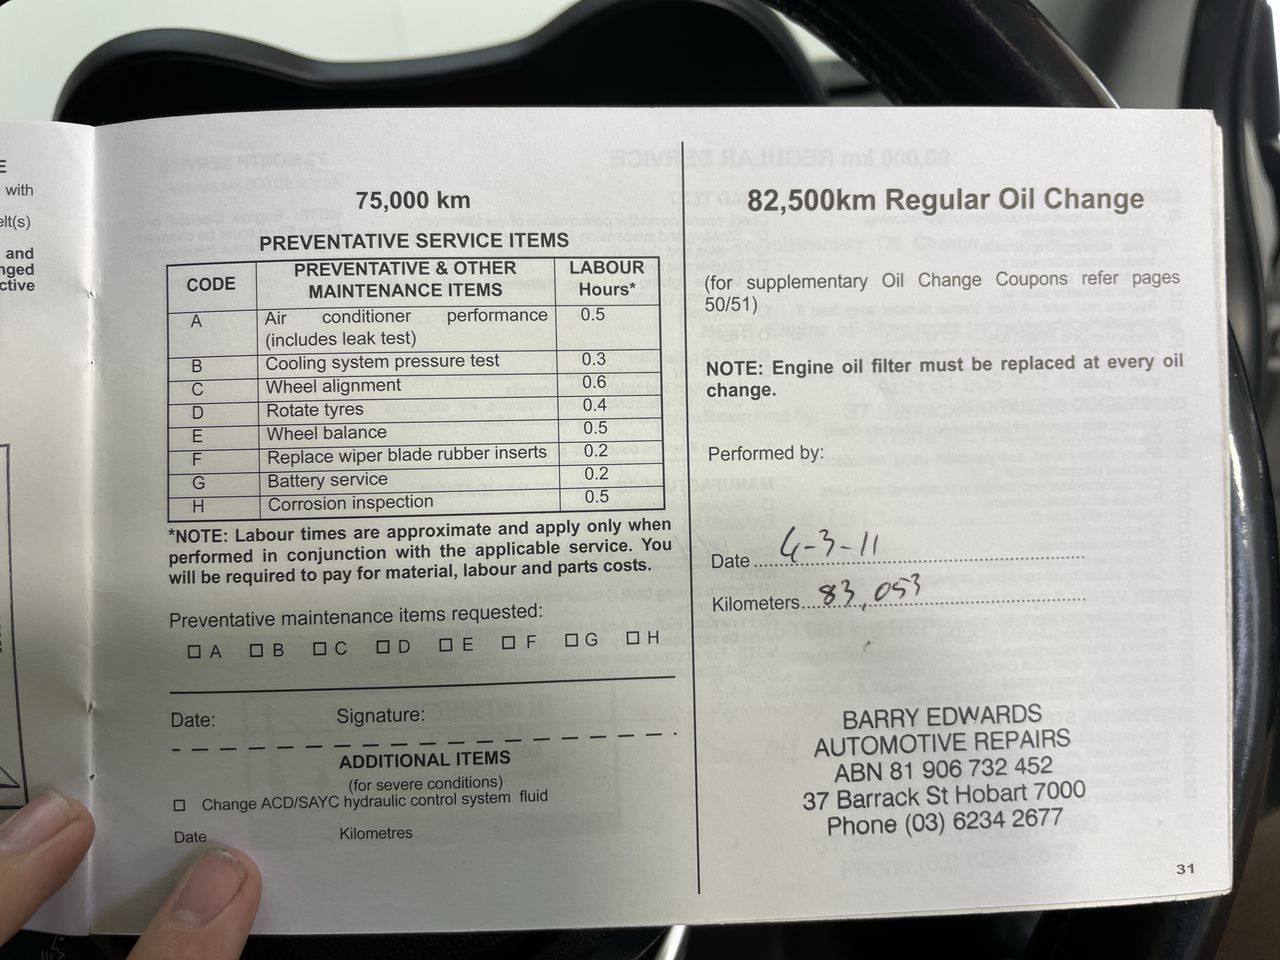 E
with
elt(s)
and
nged
ctive
75,000 km
PREVENTATIVE SERVICE ITEMS
CODE PREVENTATIVE & OTHER MAINTENANCE ITEMS LABOUR Hours*
A Air conditioner performance 0.5
(includes leak test)
B Cooling system pressure test 0.3
C Wheel alignment 0.6
D Rotate tyres 0.4
E Wheel balance 0.5
F Replace wiper blade rubber inserts 0.2
G Battery service 0.2
H Corrosion inspection 0.5
*NOTE: Labour times are approximate and apply only when
performed in conjunction with the applicable service. You
will be required to pay for material, labour and parts costs.
Preventative maintenance items requested:
☐ A ☐ B ☐ C ☐ D ☐ E ☐ F ☐ G ☐ H
Date: Signature:
ADDITIONAL ITEMS
(for severe conditions)
☐ Change ACD/SAYC hydraulic control system fluid
Date Kilometres
82,500km Regular Oil Change
(for supplementary Oil Change Coupons refer pages
50/51)
NOTE: Engine oil filter must be replaced at every oil
change.
Performed by:
Date 4-3-11
Kilometers 83,053
BARRY EDWARDS
AUTOMOTIVE REPAIRS
ABN 81 906 732 452
37 Barrack St Hobart 7000
Phone (03) 6234 2677
31